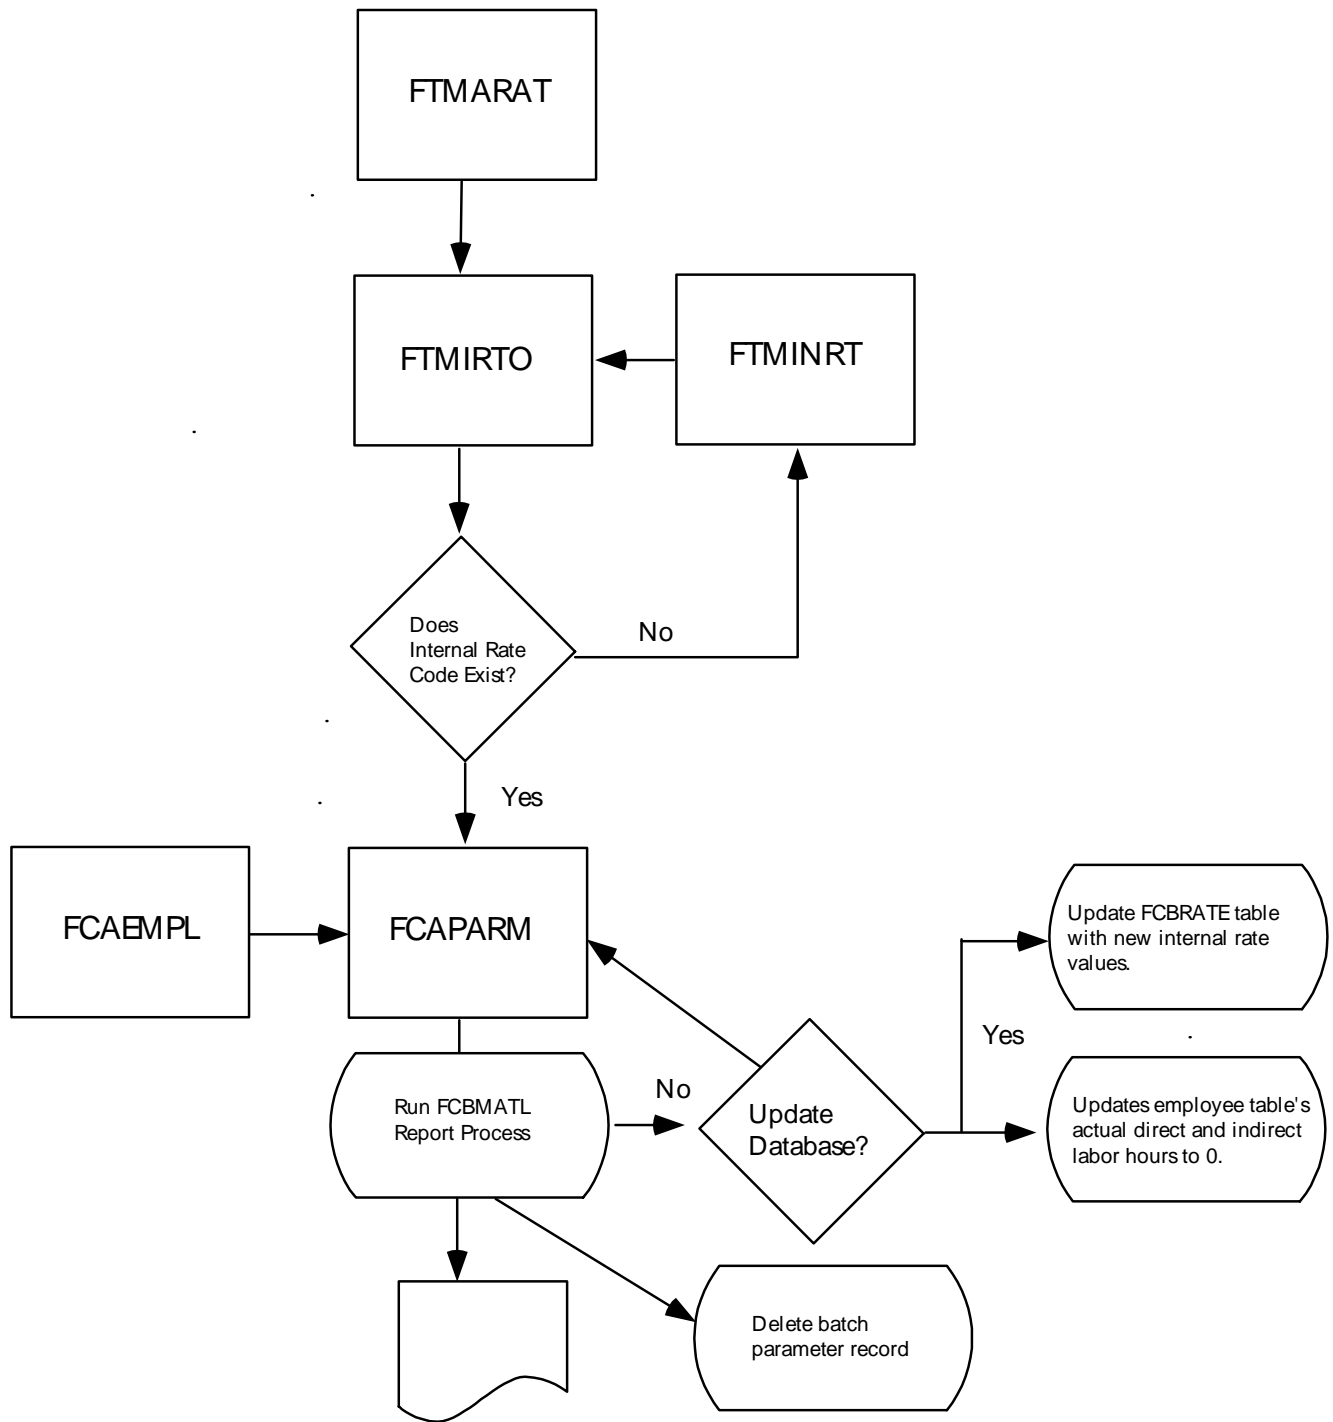 FTMARAT
FTMIRTO
FTMINRT
Does
Internal Rate
Code Exist?
No
Yes
FCAEMPL
FCAPARM
Update FCBRATE table
with new internal rate
values.
Yes
Run FCBMATL
Report Process
No
Update
Database?
Updates employee table's
actual direct and indirect
labor hours to 0.
Delete batch
parameter record